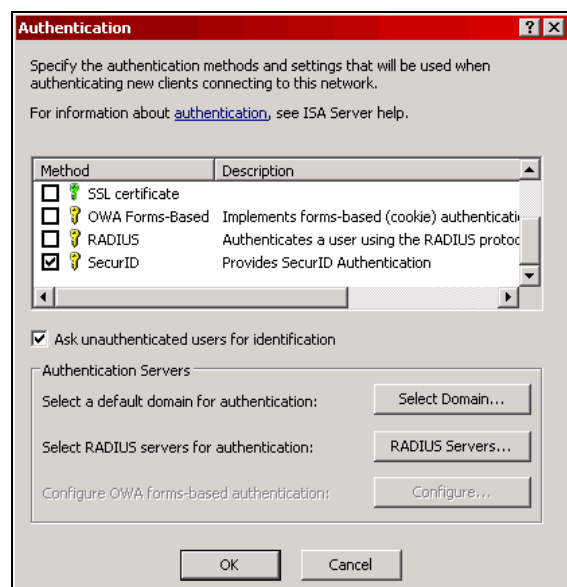 Authentication
Specify the authentication methods and settings that will be used when
authenticating new clients connecting to this network.
For information about authentication, see ISA Server help.
Method Description
SSL certificate
OWA Forms-Based Implements forms-based (cookie) authenticati
RADIUS Authenticates a user using the RADIUS protoc
SecurID Provides SecurID Authentication
Ask unauthenticated users for identification
Authentication Servers
Select a default domain for authentication: Select Domain...
Select RADIUS servers for authentication: RADIUS Servers...
Configure OWA forms-based authentication: Configure...
OK Cancel